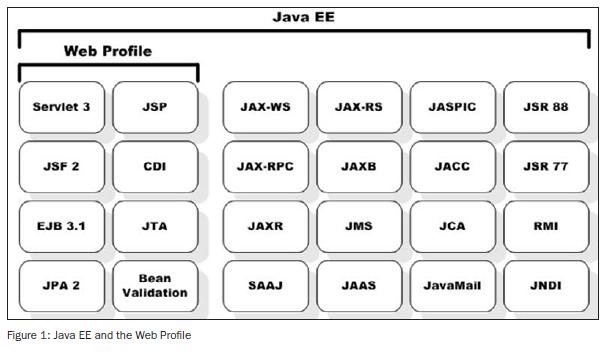 Java EE
Web Profile
Servlet 3
JSP
JAX-WS
JAX-RS
JASPIC
JSR 88
JSF 2
CDI
JAX-RPC
JAXB
JACC
JSR 77
EJB 3.1
JTA
JAXR
JMS
JCA
RMI
JPA 2
Bean
Validation
SAAJ
JAAS
JavaMail
JNDI
Figure 1: Java EE and the Web Profile